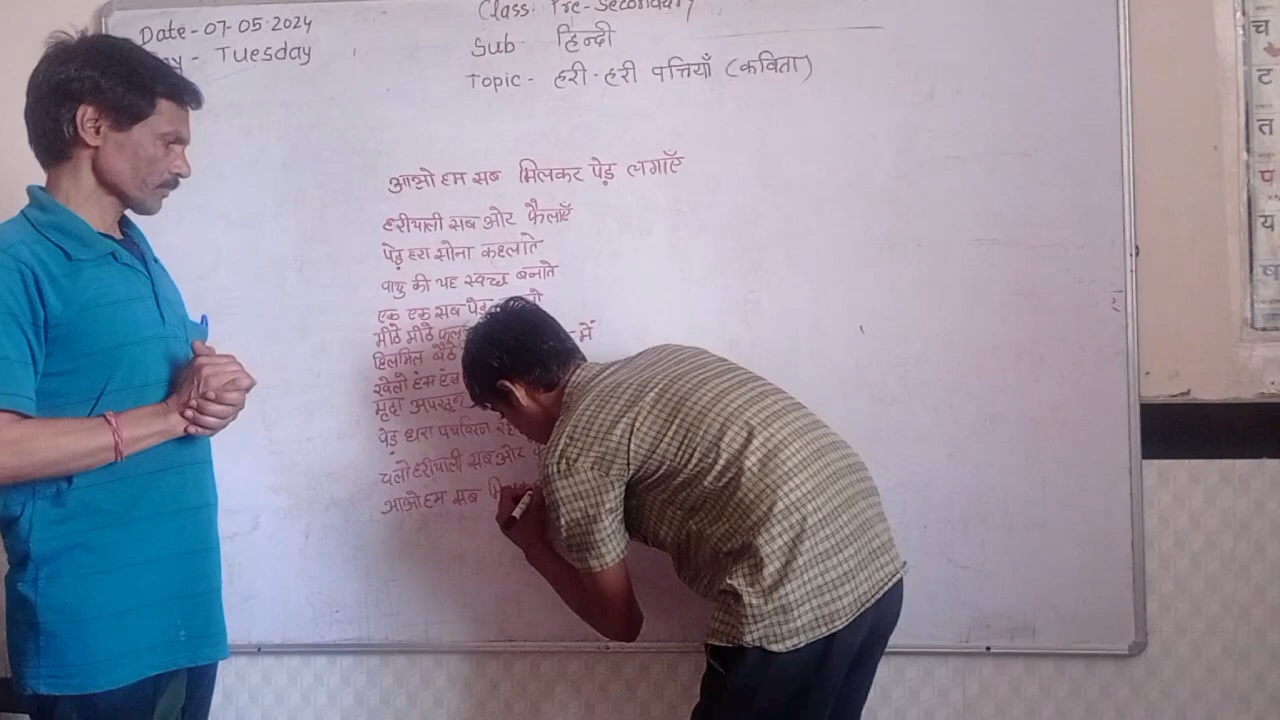 Date - 07-05-2024
Class: Pre-Secondary
- Tuesday
Sub हिन्दी
Topic - हरी-हरी पत्तियाँ (कविता)
आओ हम सब मिलकर पेड़ लगाएँ
हरीयाली सब ओर फैलाएँ
पेड़ हरा सोना कहलाते
वायु की यह स्वच्छ बनाते
एक एक सब पेड़
मीठे मीठे में
हिलमिल बैठे
खेलो हंस
पेड़ धरा
चलो हरीयाली सब ओर
आओ हम सब
च
ट
त
प
य
ष